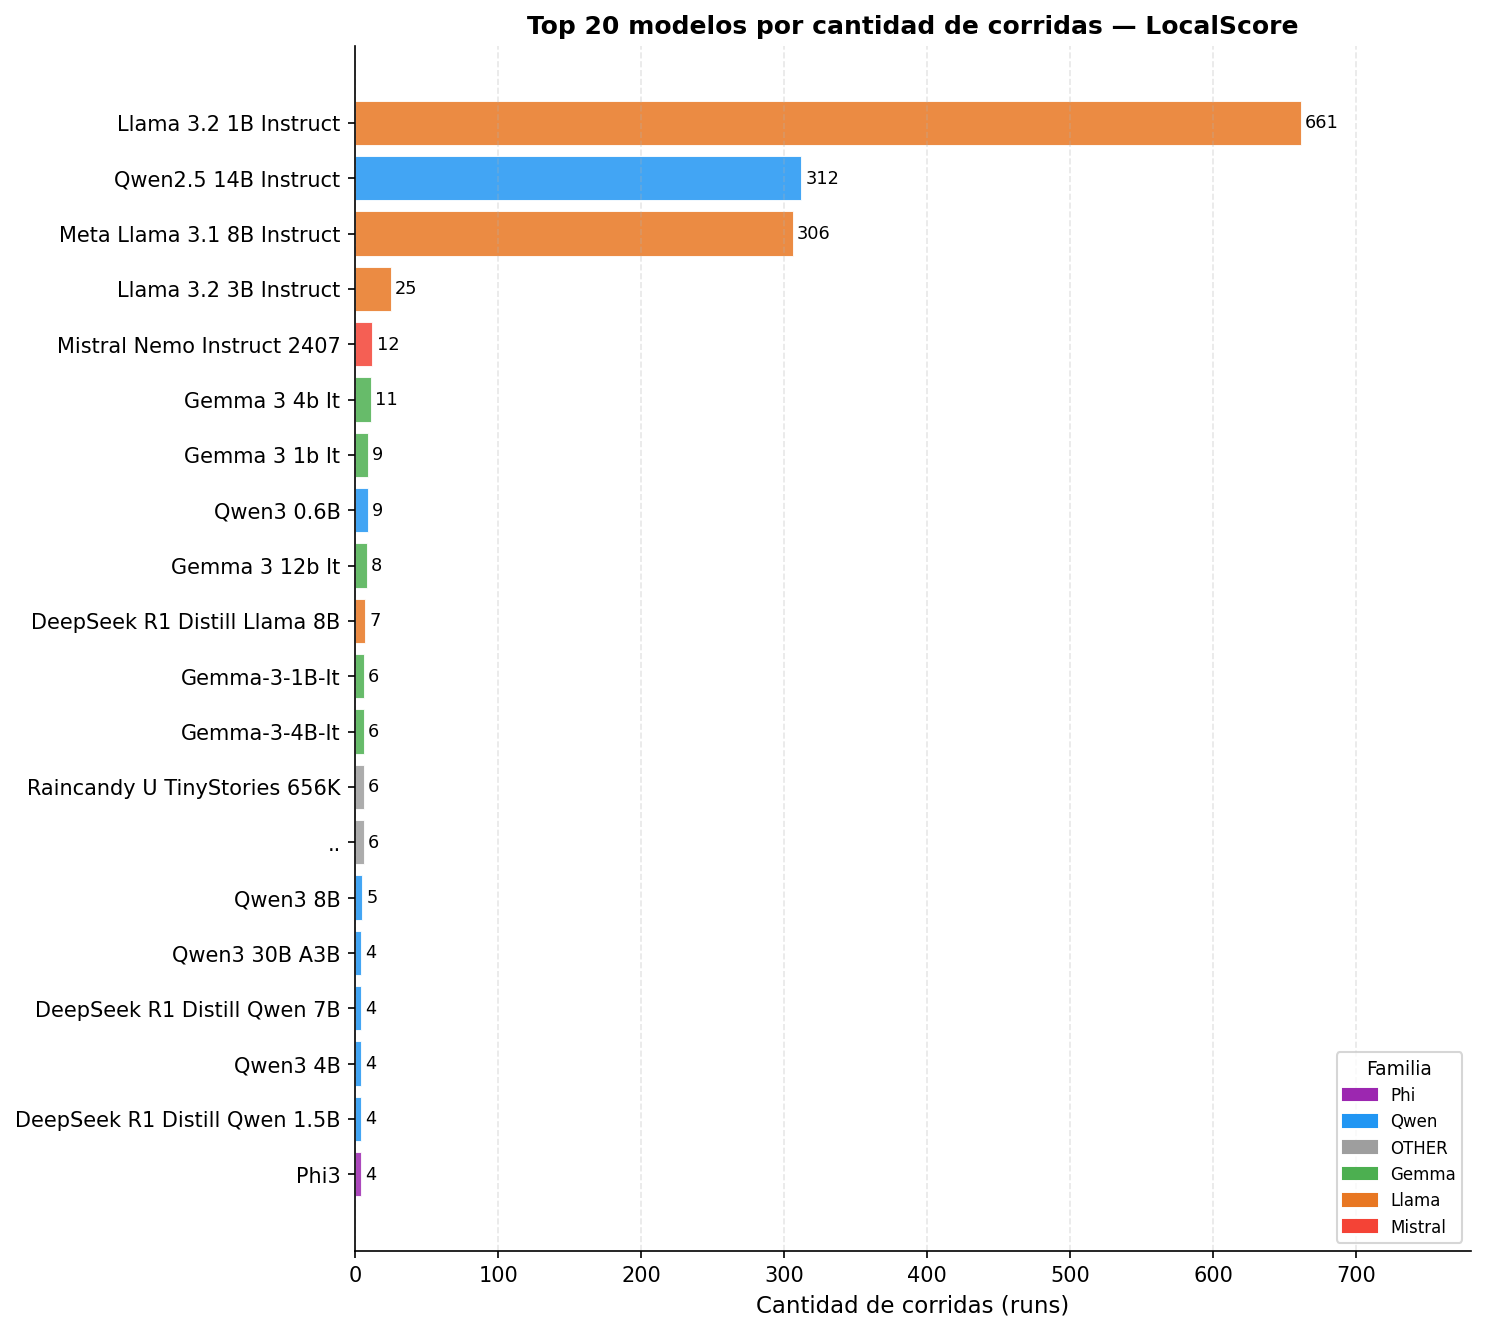 Top 20 modelos por cantidad de corridas — LocalScore
Llama 3.2 1B Instruct 661
Qwen2.5 14B Instruct 312
Meta Llama 3.1 8B Instruct 306
Llama 3.2 3B Instruct 25
Mistral Nemo Instruct 2407 12
Gemma 3 4b It 11
Gemma 3 1b It 9
Qwen3 0.6B 9
Gemma 3 12b It 8
DeepSeek R1 Distill Llama 8B 7
Gemma-3-1B-It 6
Gemma-3-4B-It 6
Raincandy U TinyStories 656K 6
.. 6
Qwen3 8B 5
Qwen3 30B A3B 4
DeepSeek R1 Distill Qwen 7B 4
Qwen3 4B 4
DeepSeek R1 Distill Qwen 1.5B 4
Phi3 4
Familia
Phi
Qwen
OTHER
Gemma
Llama
Mistral
0 100 200 300 400 500 600 700
Cantidad de corridas (runs)